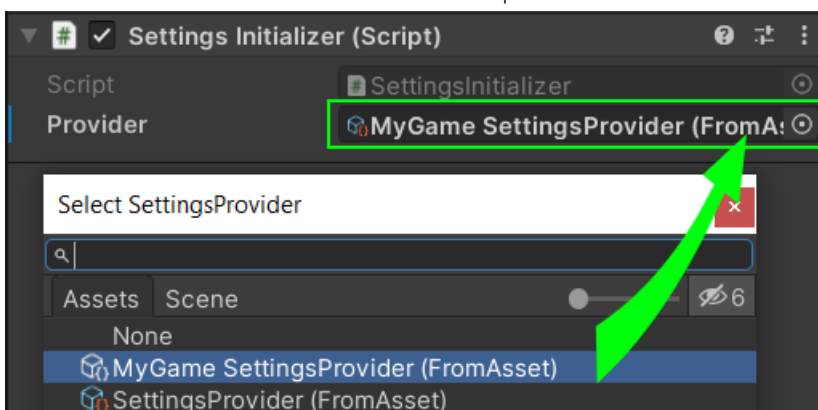 Settings Initializer (Script)
Script
SettingsInitializer
Provider
MyGame SettingsProvider (FromAs
Select SettingsProvider
Assets Scene
6
None
MyGame SettingsProvider (FromAsset)
SettingsProvider (FromAsset)